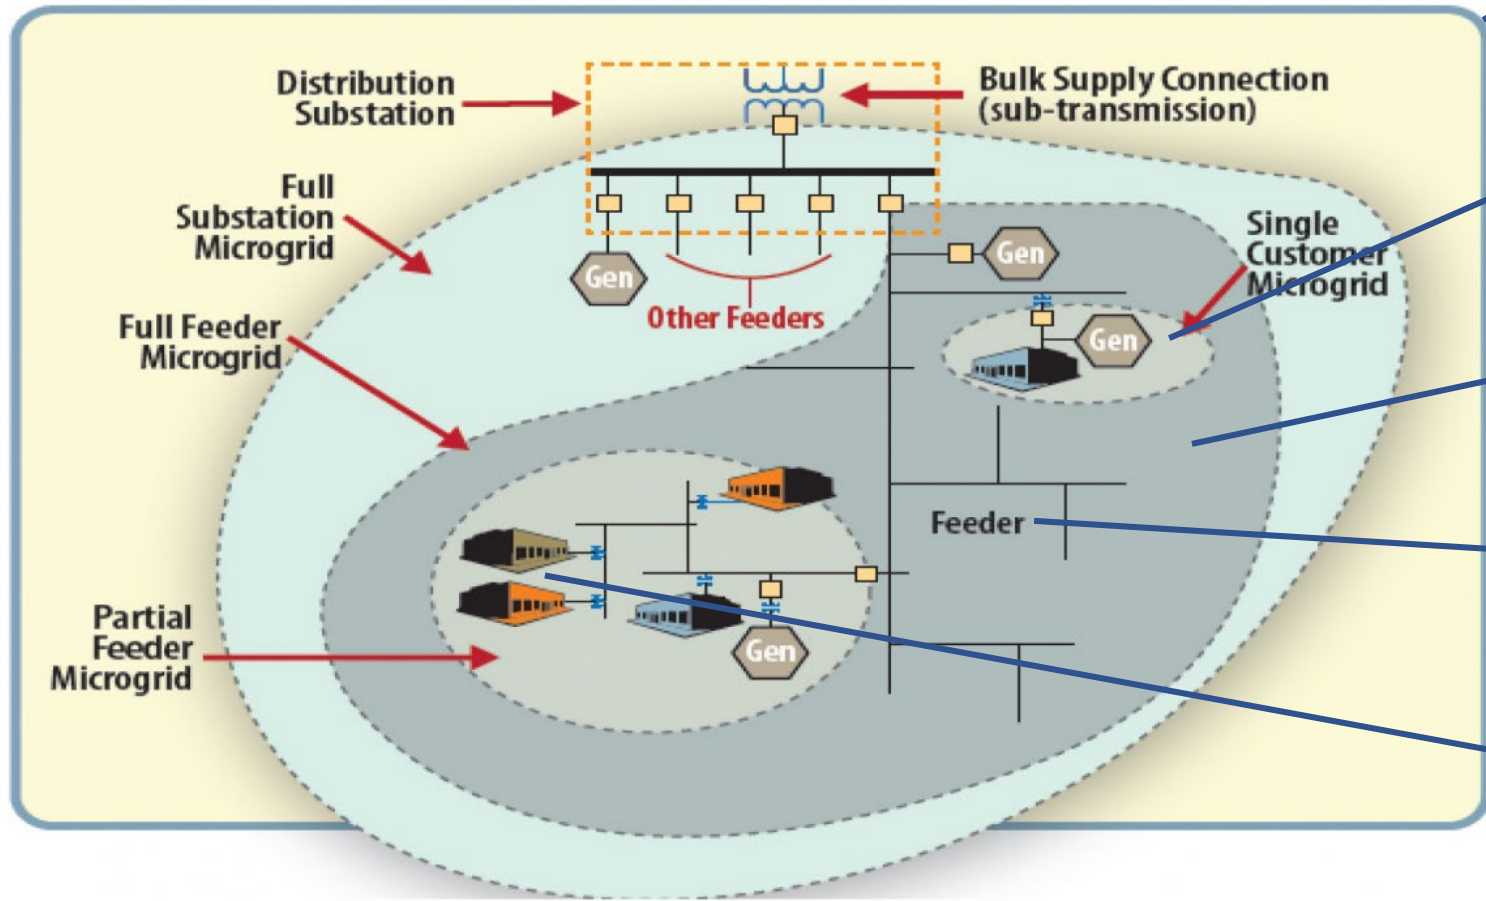 Distribution
Substation
Bulk Supply Connection
(sub-transmission)
Full
Substation
Microgrid
Single
Customer
Microgrid
Gen
Gen
Other Feeders
Full Feeder
Microgrid
Gen
Feeder
Partial
Feeder
Microgrid
Gen